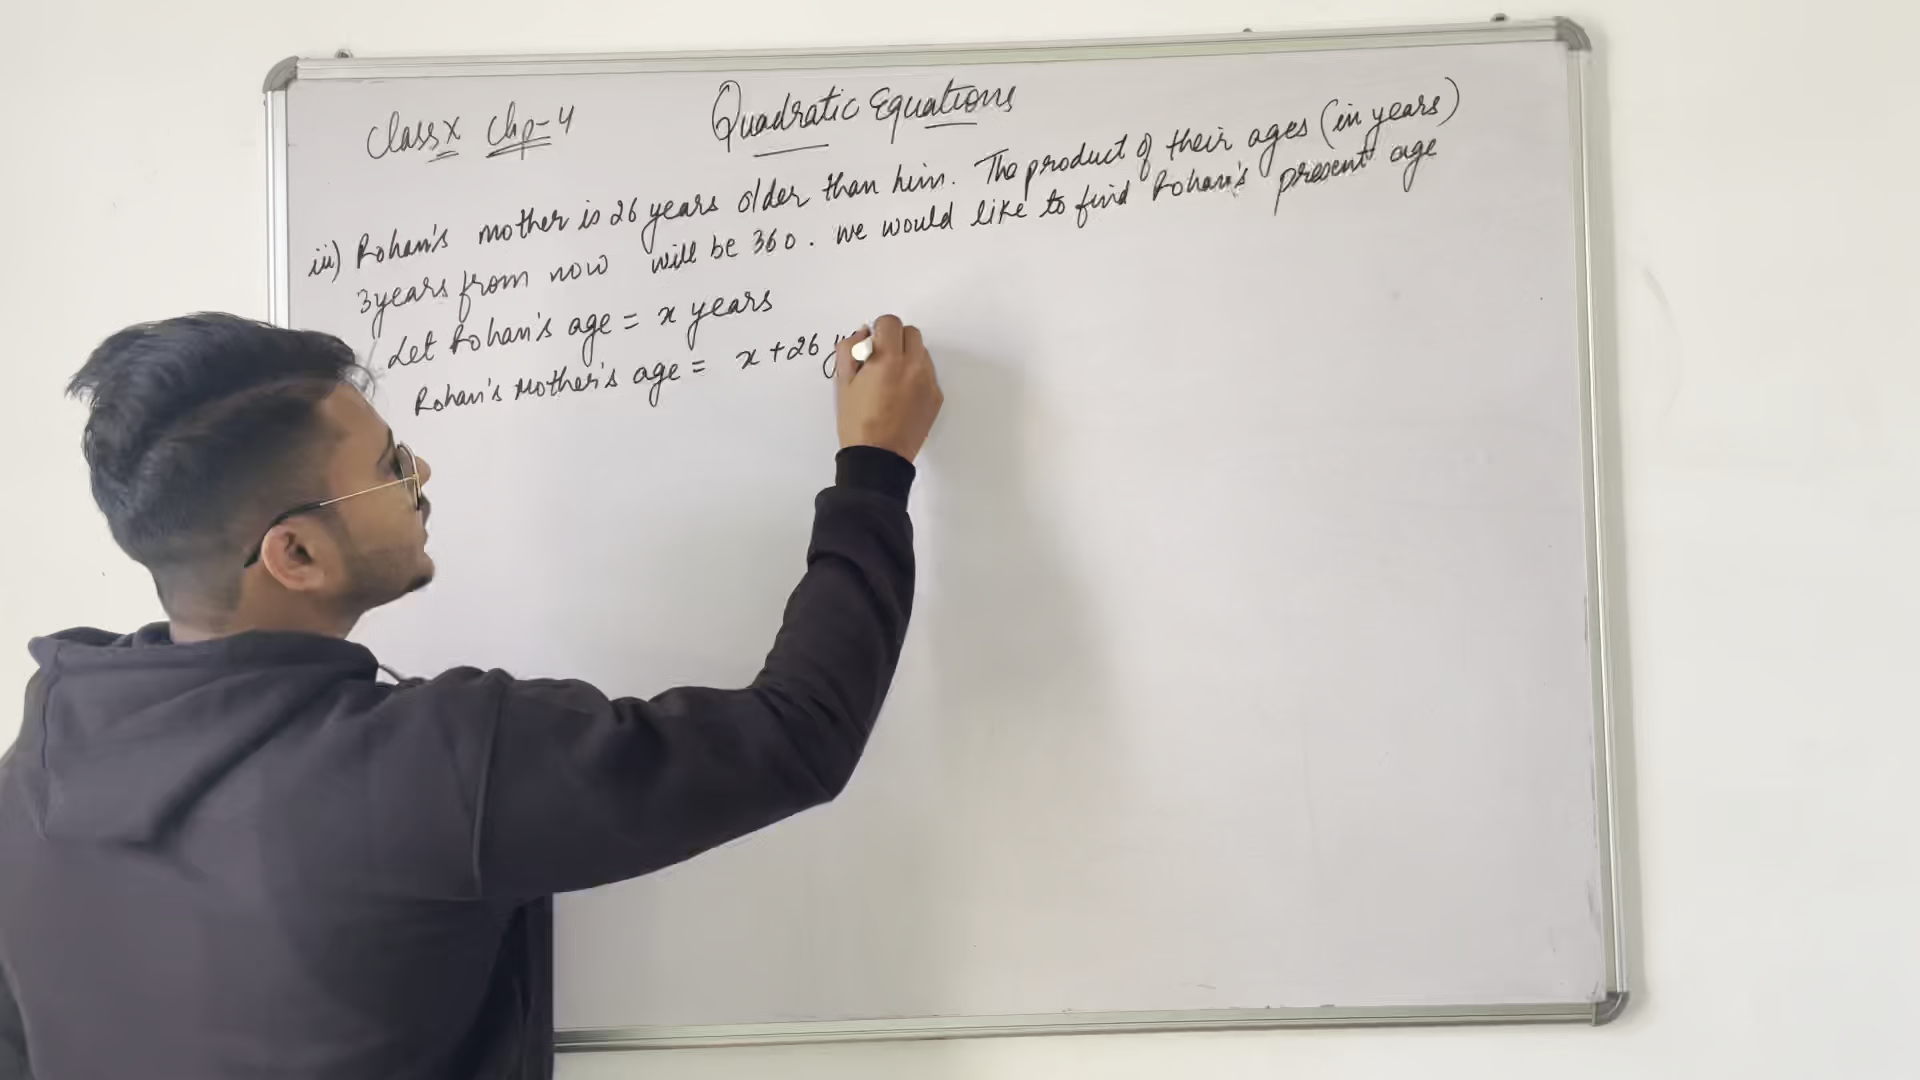 Class X Chp-4
Quadratic Equations
iii) Rohan's mother is 26 years older than him. The product of their ages (in years)
3 years from now will be 360. we would like to find Rohan's present age
Let Rohan's age = x years
Rohan's Mother's age = x + 26